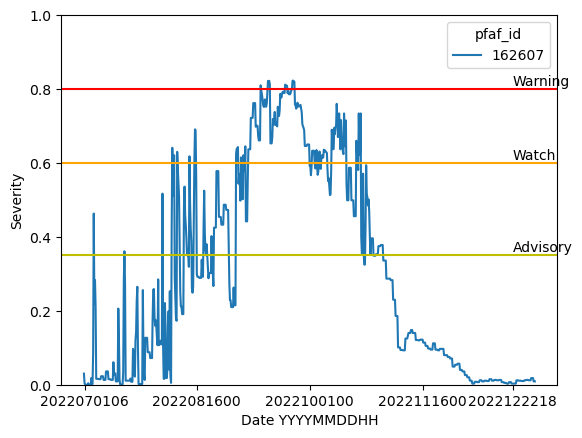 1.0
0.8
0.6
0.4
0.2
0.0
Severity
pfaf_id
162607
Warning
Watch
Advisory
2022070106
2022081600
2022100100
2022111600
2022122218
Date YYYYMMDDHH